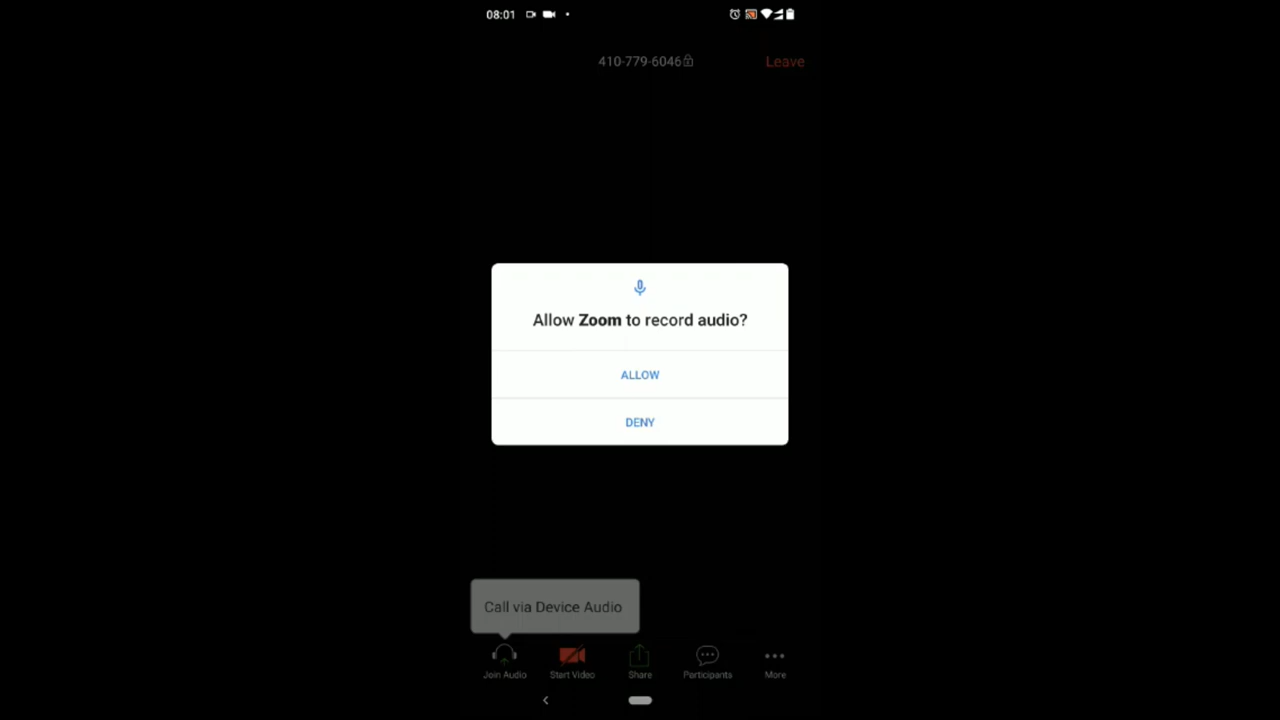 08:01
410-779-6046
Leave
Allow Zoom to record audio?
ALLOW
DENY
Call via Device Audio
Join Audio
Start Video
Share
Participants
More